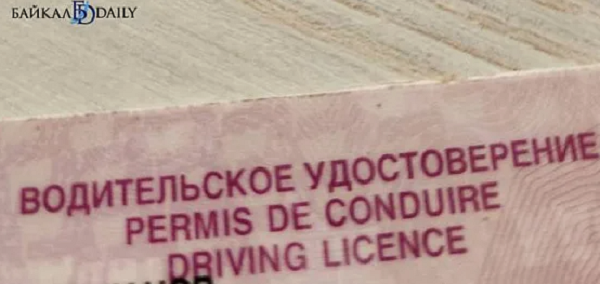 БАЙКАЛ DAILY
ВОДИТЕЛЬСКОЕ УДОСТОВЕРЕНИЕ
PERMIS DE CONDUIRE
DRIVING LICENCE